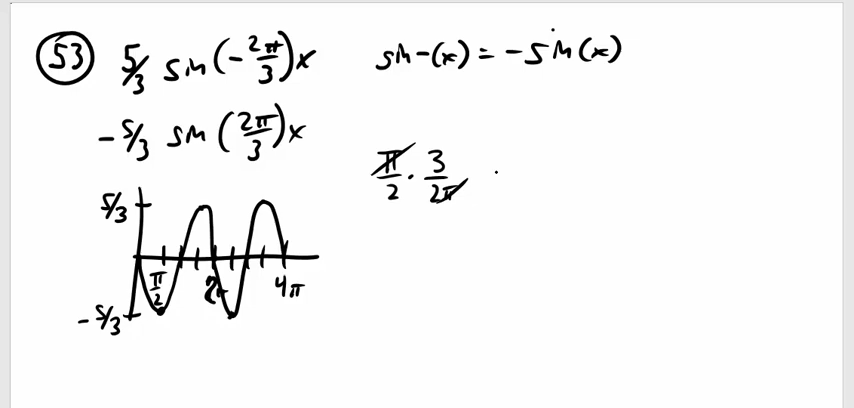 53 5/3 sin(-2π/3)x
sin-(x) = -sin(x)
-5/3 sin(2π/3)x
π/2 · 3/2π
5/3
π/2 2π 4π
-5/3